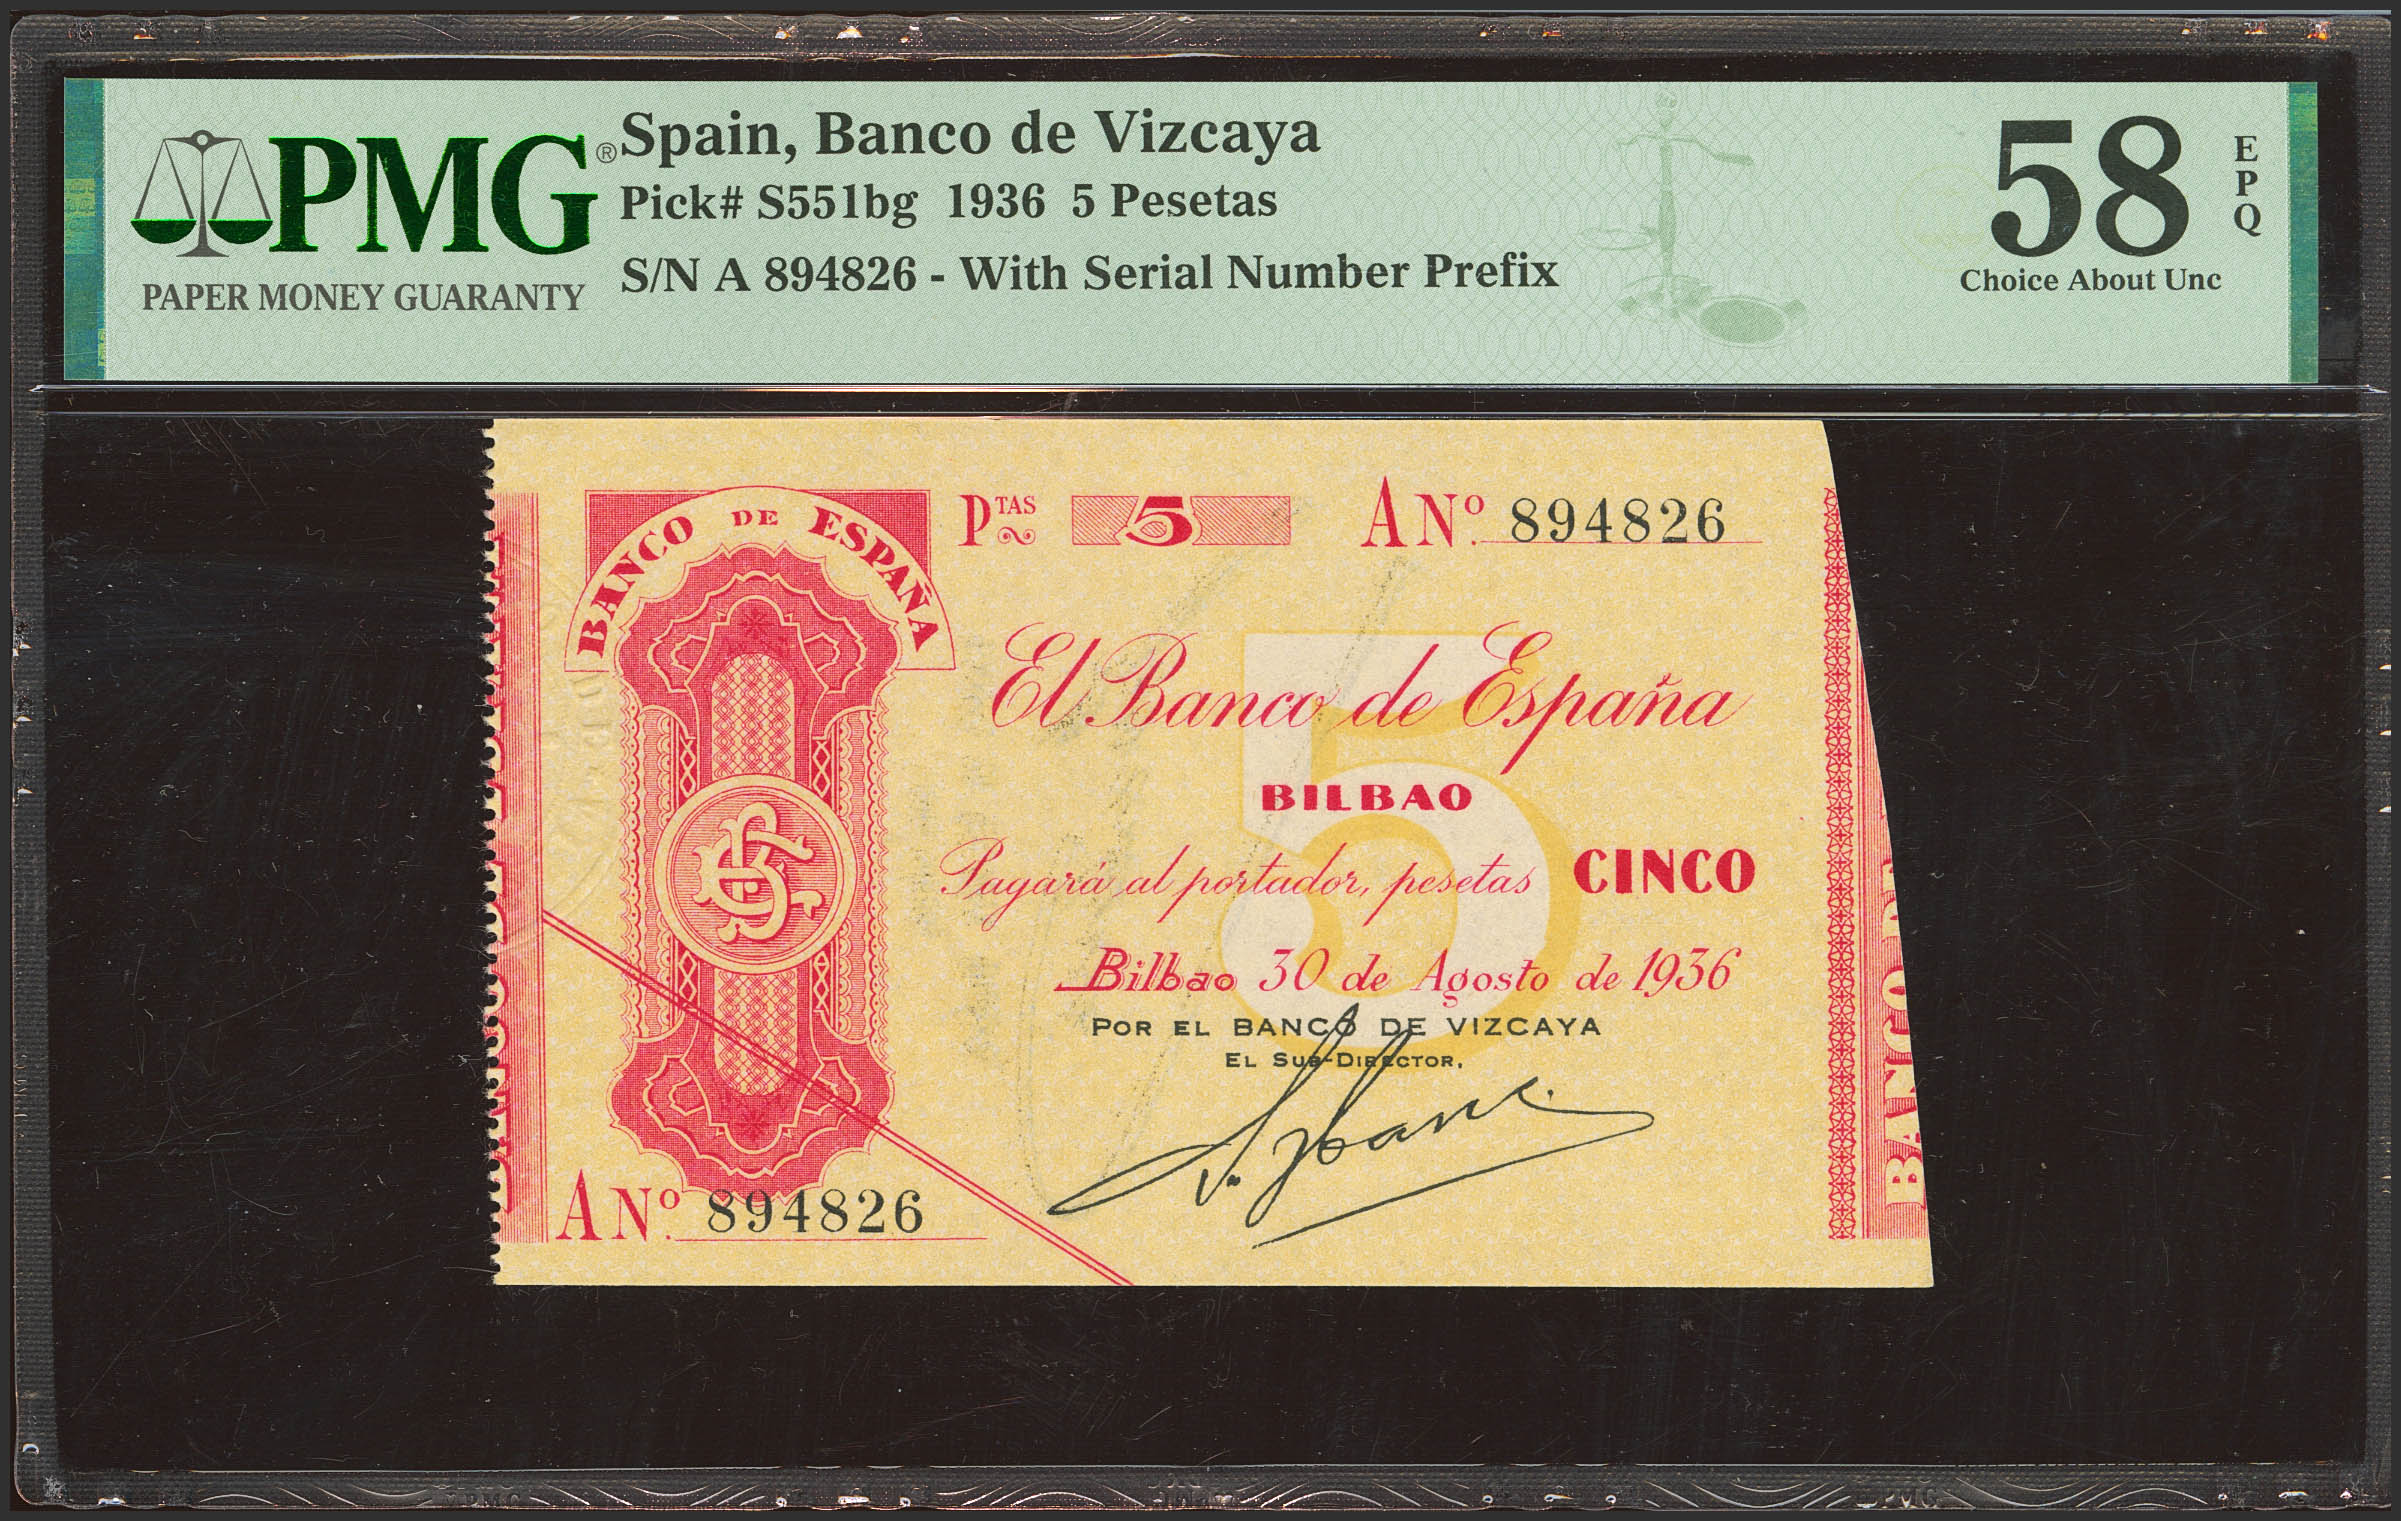 PMG®
PAPER MONEY GUARANTY
Spain, Banco de Vizcaya
Pick# S551bg 1936 5 Pesetas
S/N A 894826 - With Serial Number Prefix
58
EPQ
Choice About Unc
BANCO DE ESPAÑA
PTAS 5
A Nº. 894826
El Banco de España
BILBAO
Pagará al portador, pesetas CINCO
Bilbao 30 de Agosto de 1936
POR EL BANCO DE VIZCAYA
EL SUB-DIRECTOR,
A Nº. 894826
BANCO DE